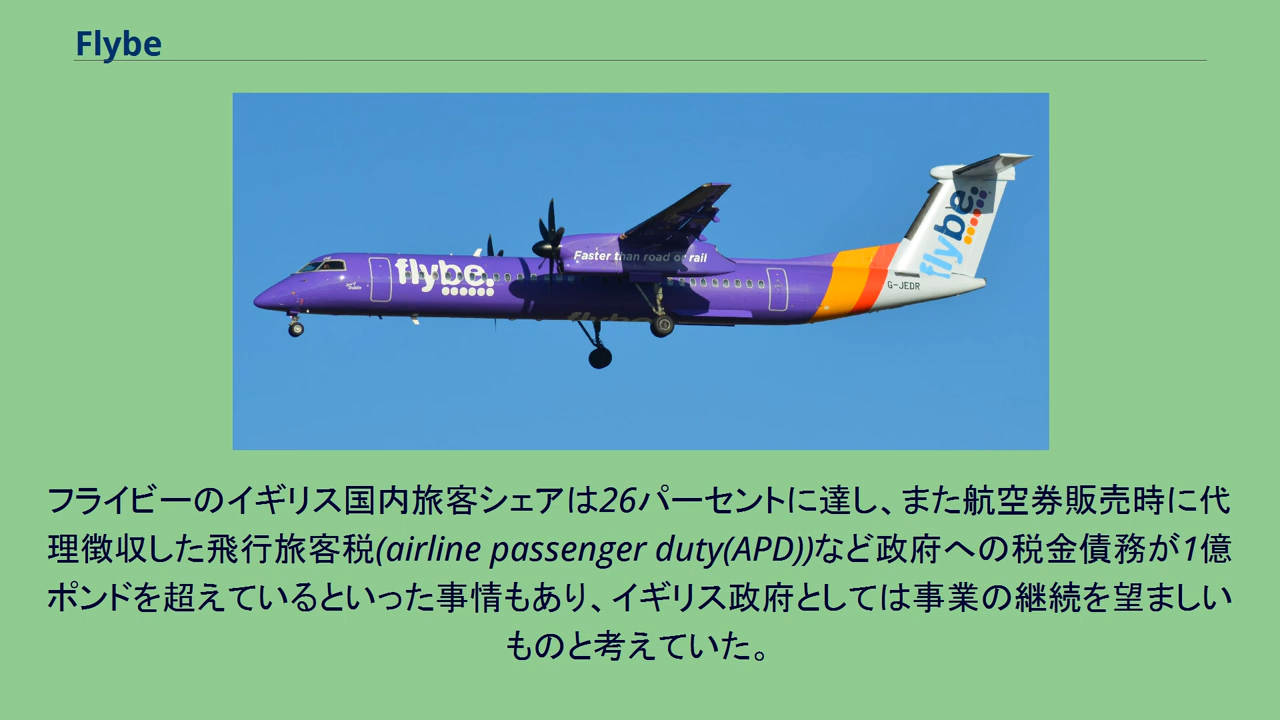 Flybe
flybe.
Faster than road or rail
flybe.
G-JEDR
フライビーのイギリス国内旅客シェアは26パーセントに達し、また航空券販売時に代
理徴収した飛行旅客税(airline passenger duty(APD))など政府への税金債務が1億
ポンドを超えているといった事情もあり、イギリス政府としては事業の継続を望ましい
ものと考えていた。